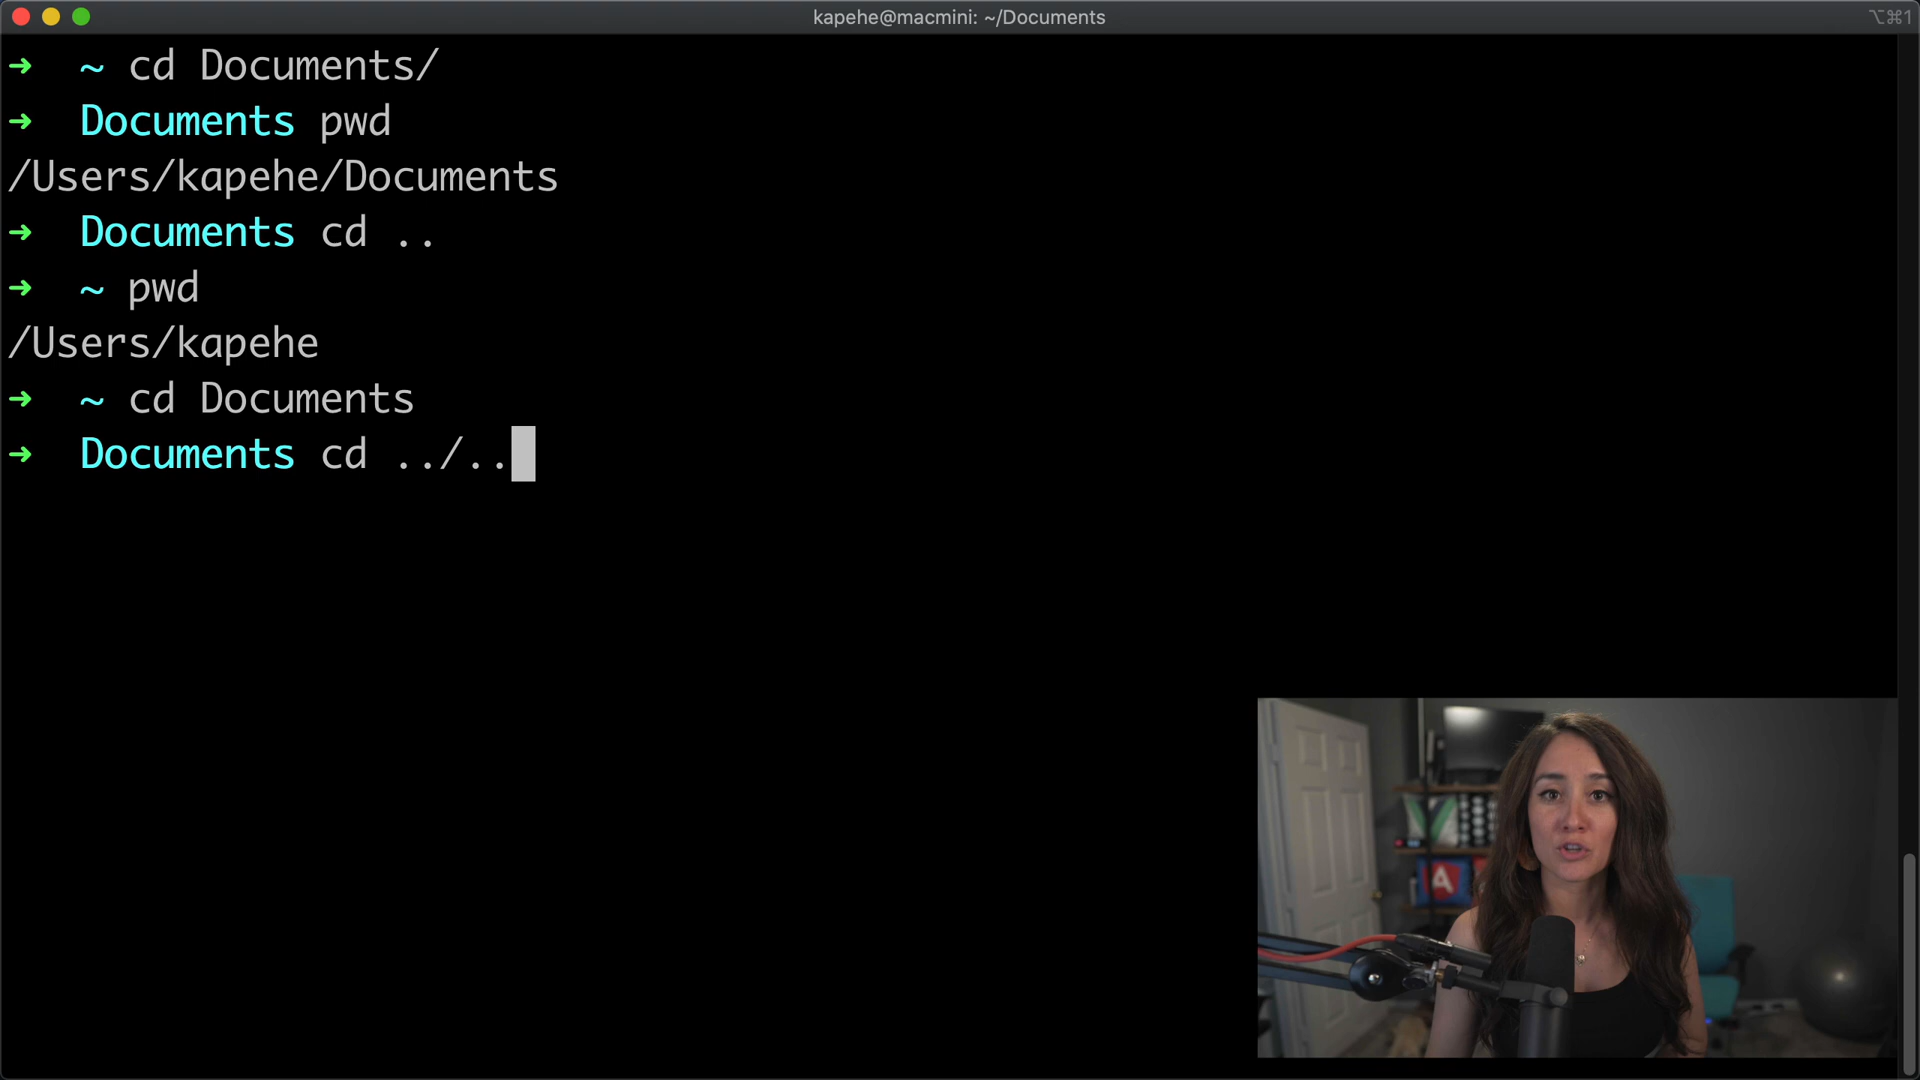 kapehe@macmini: ~/Documents
⌥⌘1
➜ ~ cd Documents/
➜ Documents pwd
/Users/kapehe/Documents
➜ Documents cd ..
➜ ~ pwd
/Users/kapehe
➜ ~ cd Documents
➜ Documents cd ../..
A